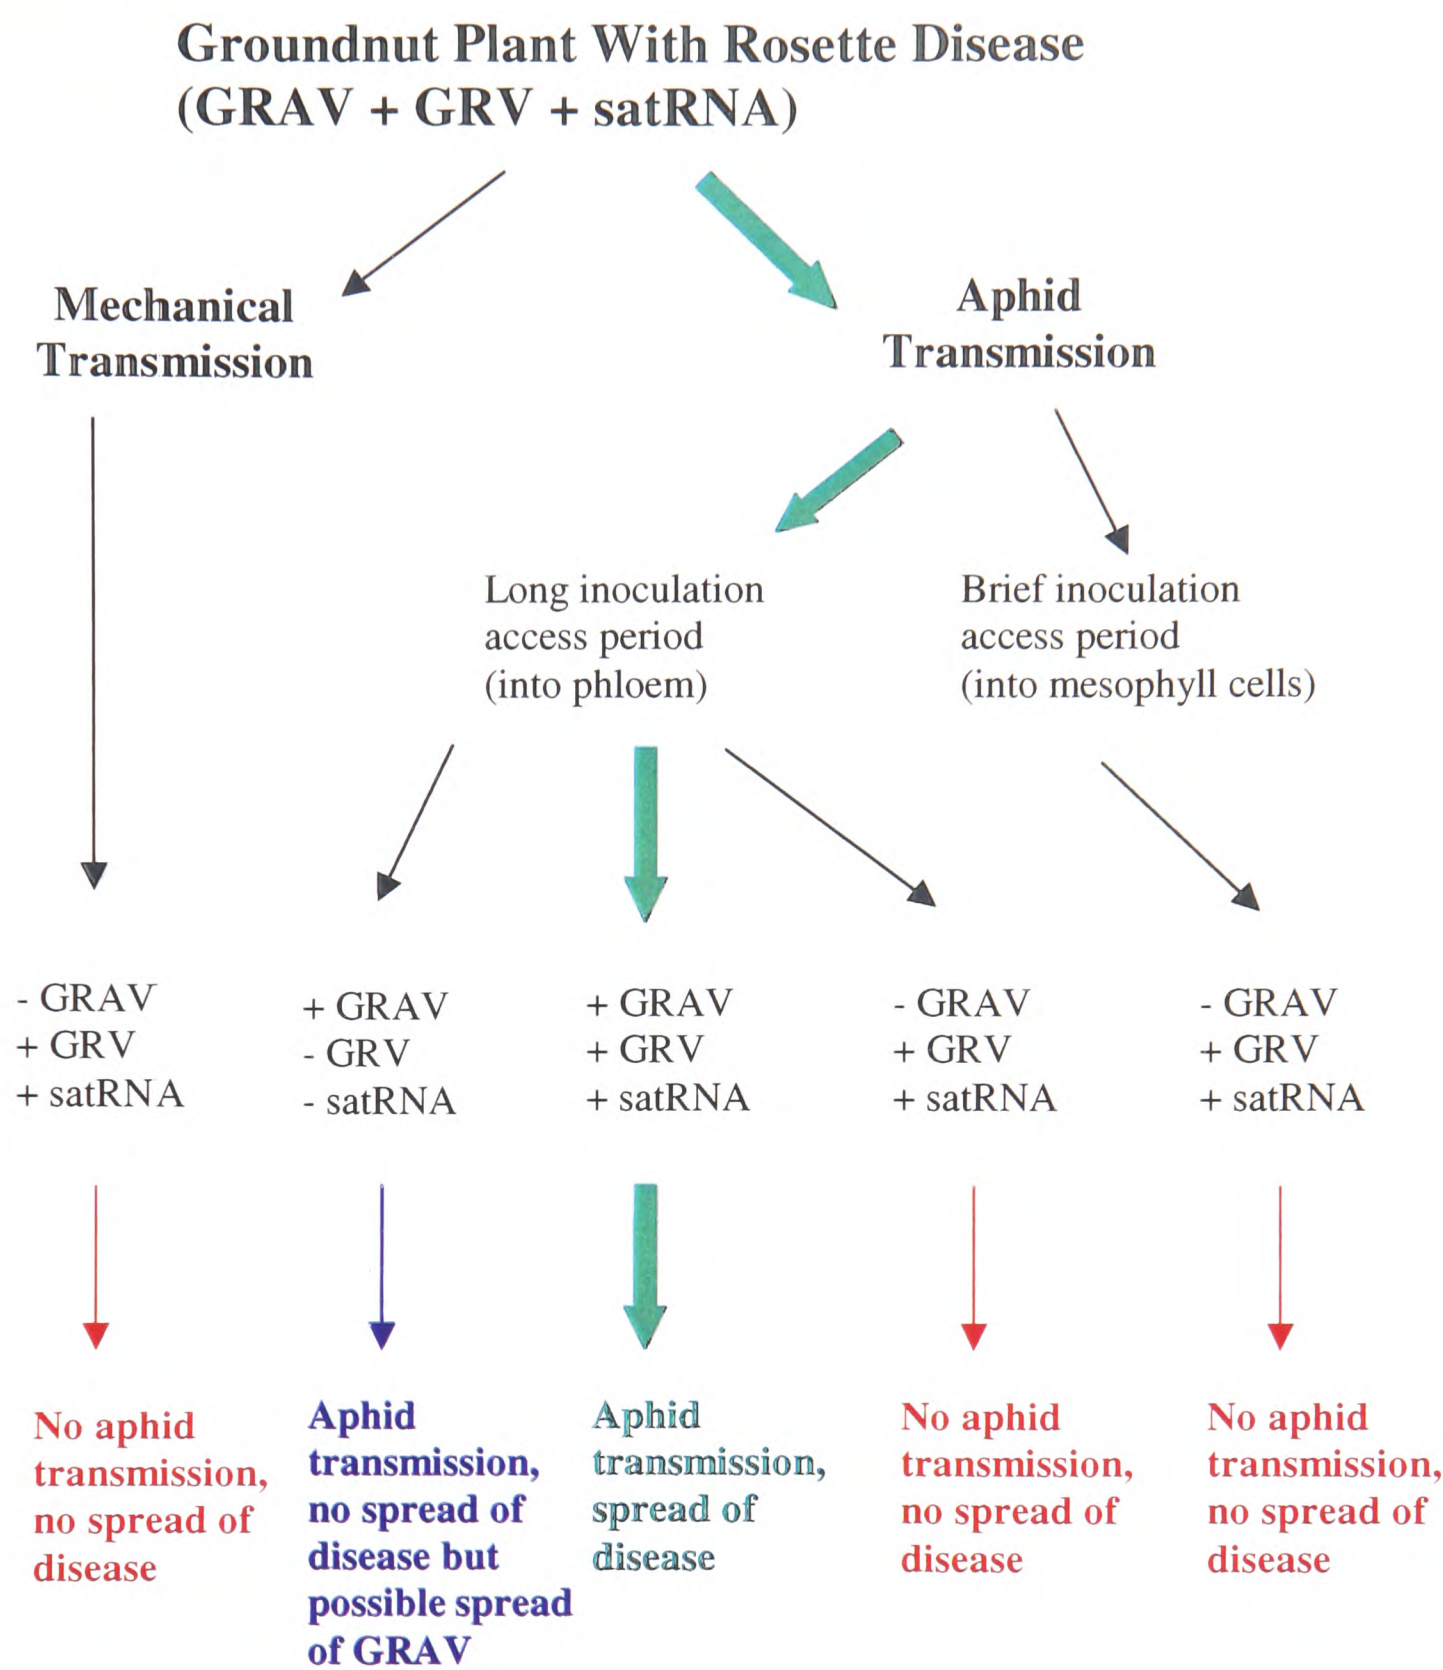 Groundnut Plant With Rosette Disease
(GRAV + GRV + satRNA)
Mechanical
Transmission
Aphid
Transmission
Long inoculation
access period
(into phloem)
Brief inoculation
access period
(into mesophyll cells)
- GRAV
+ GRV
+ satRNA
+ GRAV
- GRV
- satRNA
+ GRAV
+ GRV
+ satRNA
- GRAV
+ GRV
+ satRNA
- GRAV
+ GRV
+ satRNA
No aphid
transmission,
no spread of
disease
Aphid
transmission,
no spread of
disease but
possible spread
of GRAV
Aphid
transmission,
spread of
disease
No aphid
transmission,
no spread of
disease
No aphid
transmission,
no spread of
disease